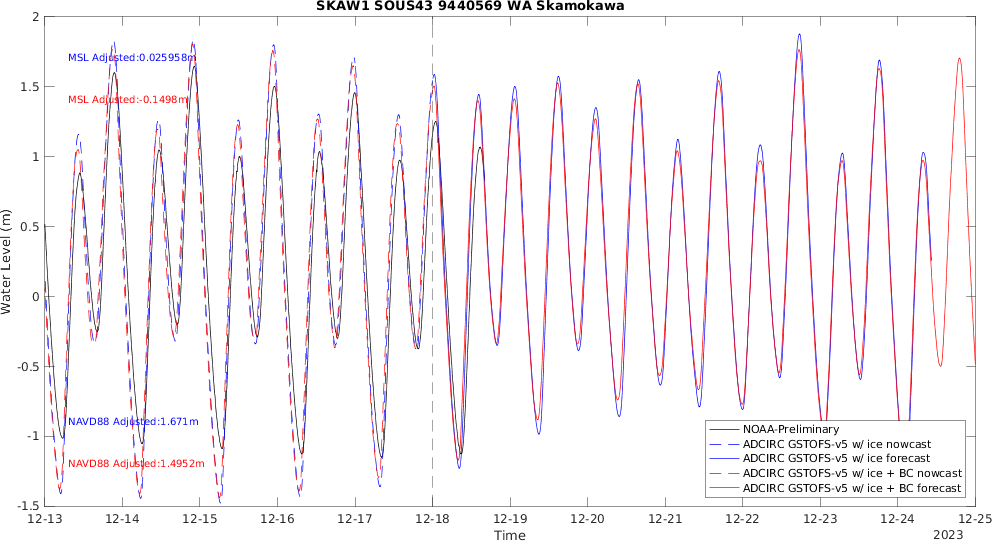 SKAW1 SOUS43 9440569 WA Skamokawa
2
1.5
1
0.5
0
-0.5
-1
-1.5
Water Level (m)
MSL Adjusted:0.025958m
MSL Adjusted:-0.1498m
NAVD88 Adjusted:1.671m
NAVD88 Adjusted:1.4952m
NOAA-Preliminary
ADCIRC GSTOFS-v5 w/ ice nowcast
ADCIRC GSTOFS-v5 w/ ice forecast
ADCIRC GSTOFS-v5 w/ ice + BC nowcast
ADCIRC GSTOFS-v5 w/ ice + BC forecast
12-13 12-14 12-15 12-16 12-17 12-18 12-19 12-20 12-21 12-22 12-23 12-24 12-25
Time
2023